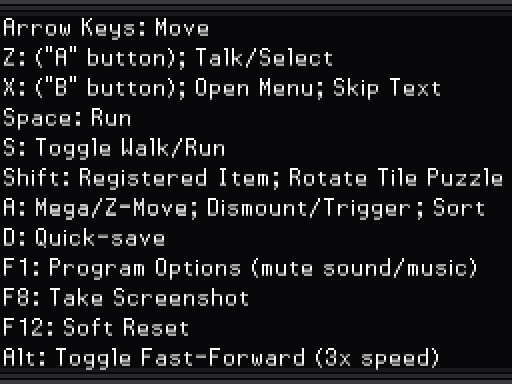 Arrow Keys: Move
Z: ("A" button); Talk/Select
X: ("B" button); Open Menu; Skip Text
Space: Run
S: Toggle Walk/Run
Shift: Registered Item; Rotate Tile Puzzle
A: Mega/Z-Move; Dismount/Trigger; Sort
D: Quick-save
F1: Program Options (mute sound/music)
F8: Take Screenshot
F12: Soft Reset
Alt: Toggle Fast-Forward (3x speed)